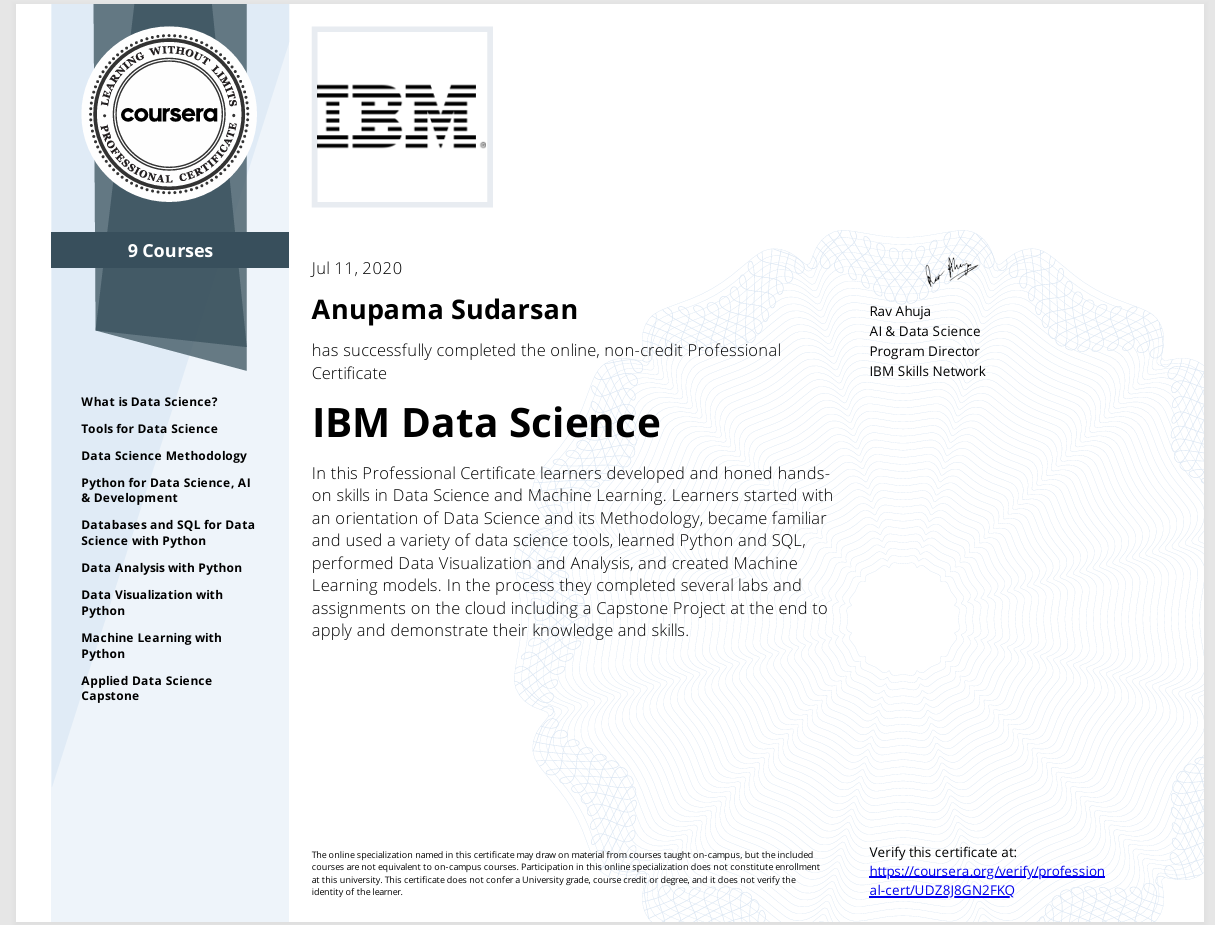 LEARNING WITHOUT LIMITS
coursera
PROFESSIONAL CERTIFICATE
9 Courses
What is Data Science?
Tools for Data Science
Data Science Methodology
Python for Data Science, AI
& Development
Databases and SQL for Data
Science with Python
Data Analysis with Python
Data Visualization with
Python
Machine Learning with
Python
Applied Data Science
Capstone
IBM®
Jul 11, 2020
Anupama Sudarsan
has successfully completed the online, non-credit Professional
Certificate
IBM Data Science
In this Professional Certificate learners developed and honed hands-
on skills in Data Science and Machine Learning. Learners started with
an orientation of Data Science and its Methodology, became familiar
and used a variety of data science tools, learned Python and SQL,
performed Data Visualization and Analysis, and created Machine
Learning models. In the process they completed several labs and
assignments on the cloud including a Capstone Project at the end to
apply and demonstrate their knowledge and skills.
The online specialization named in this certificate may draw on material from courses taught on-campus, but the included
courses are not equivalent to on-campus courses. Participation in this online specialization does not constitute enrollment
at this university. This certificate does not confer a University grade, course credit or degree, and it does not verify the
identity of the learner.
Rav Ahuja
Rav Ahuja
AI & Data Science
Program Director
IBM Skills Network
Verify this certificate at:
https://coursera.org/verify/profession
al-cert/UDZ8J8GN2FKQ